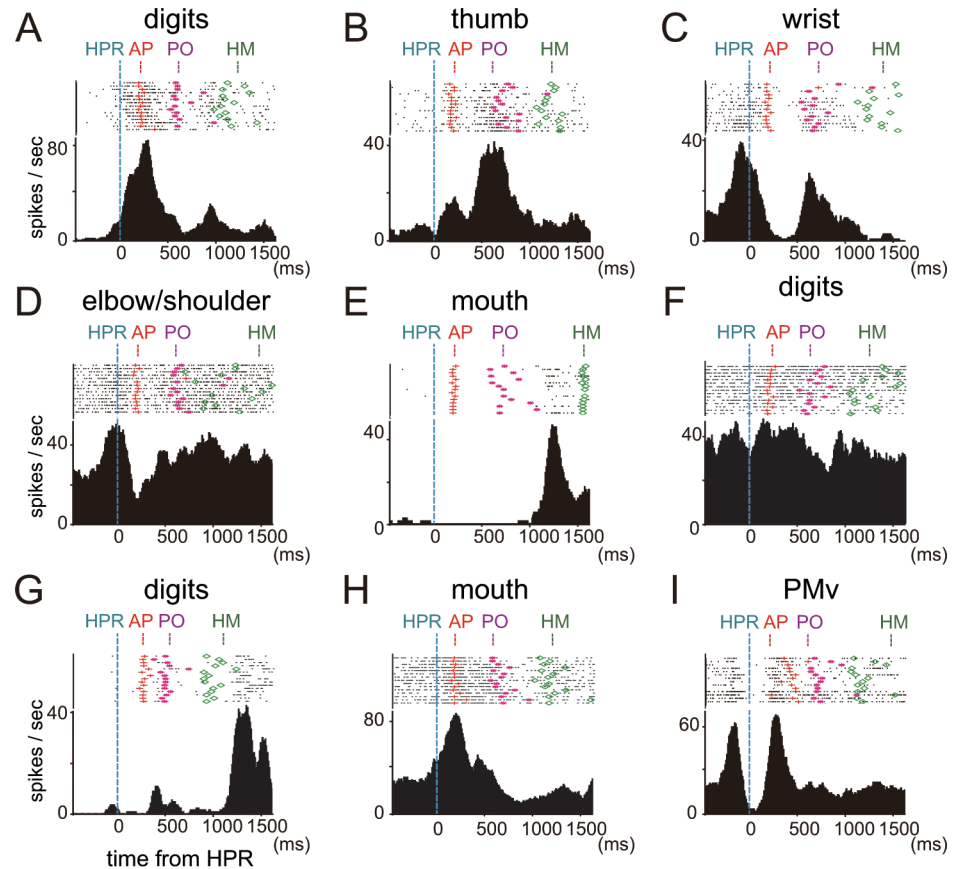 A digits
HPR AP PO HM
80
0
spikes / sec
0 500 1000 1500
(ms)
B thumb
HPR AP PO HM
40
0
0 500 1000 1500
(ms)
C wrist
HPR AP PO HM
40
0
0 500 1000 1500
(ms)
D elbow/shoulder
HPR AP PO HM
40
0
spikes / sec
0 500 1000 1500
(ms)
E mouth
HPR AP PO HM
40
0
0 500 1000 1500
(ms)
F digits
HPR AP PO HM
40
0
0 500 1000 1500
(ms)
G digits
HPR AP PO HM
40
0
spikes / sec
0 500 1000 1500
(ms)
time from HPR
H mouth
HPR AP PO HM
80
0
0 500 1000 1500
(ms)
I PMv
HPR AP PO HM
60
0
0 500 1000 1500
(ms)